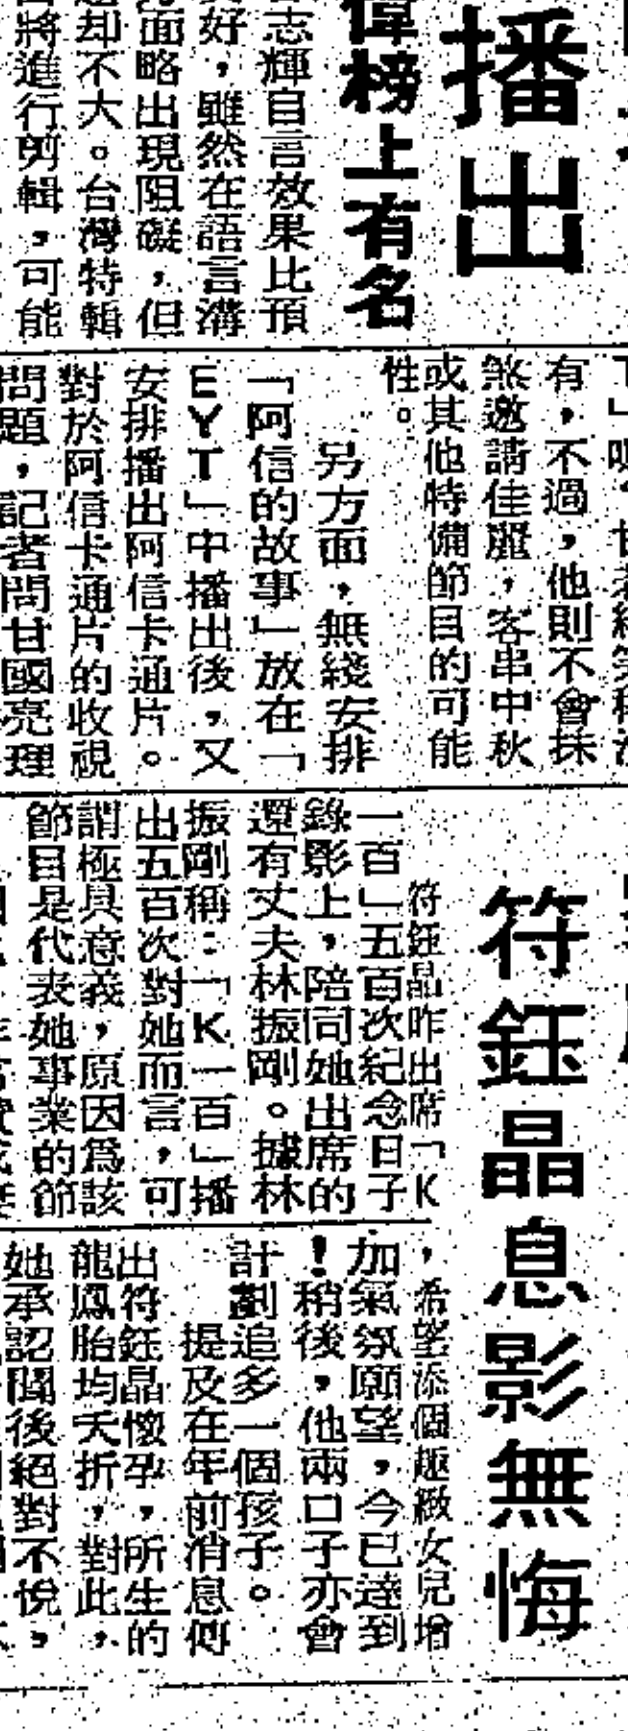 播出
偉榜上有名
志輝自言效果比預
好，雖然在語言溝
面略出現阻礙，但
却不大。台灣特輯
將進行剪輯，可能
有，不過，他則不會抹
煞邀請佳麗，客串中秋
或其他特備節目的可能
性。
另方面，無綫安排
「阿信的故事」放在「
EYT」中播出後，又
安排播出阿信卡通片。
對於阿信卡通片的收視
問題，記者問甘國亮理
符鈺晶息影無悔
符鈺晶昨出席「K
一百」五百次紀念日子
錄影上，陪同她出席的
還有丈夫林振剛。據林
振剛稱：「K一百」播
出五百次對她而言，可
謂極具意義，原因為該
節目是代表她事業的節
，希望添個趣緻女兒增
加氣氛願望，今已達到
！稍後，他兩口子亦會
計劃追多一個孩子。
提及在年前消息傳
出符鈺晶懷孕，所生的
龍鳳胎均夭折，對此，
她承認聞後絕對不悅，